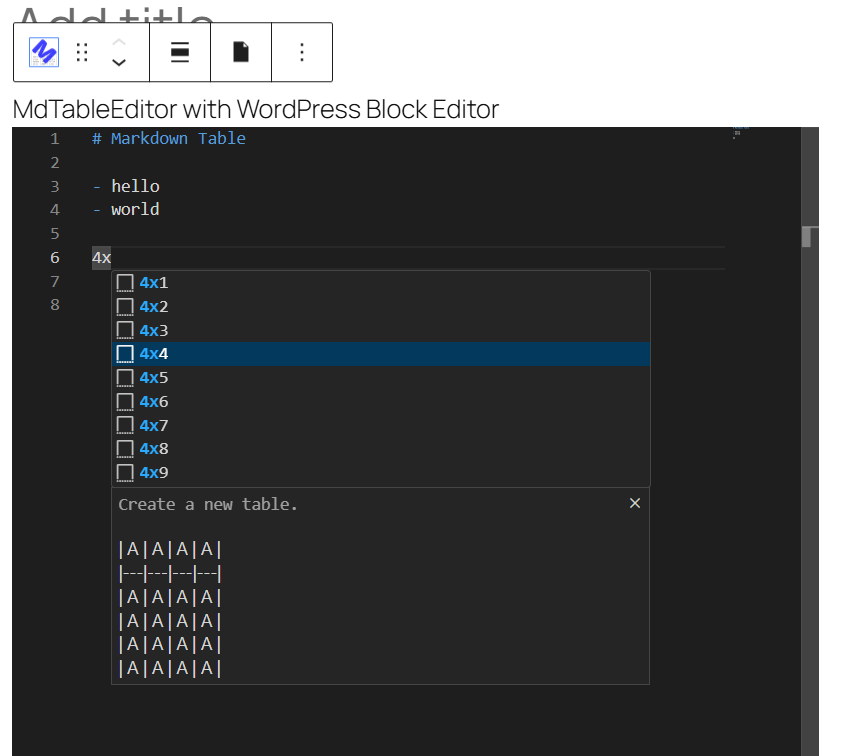 Add title
MdTableEditor with WordPress Block Editor
1 # Markdown Table
2
3 - hello
4 - world
5
6 4x
7
8
4x1
4x2
4x3
4x4
4x5
4x6
4x7
4x8
4x9
Create a new table. ×
|A|A|A|A|
|---|---|---|---|
|A|A|A|A|
|A|A|A|A|
|A|A|A|A|
|A|A|A|A|